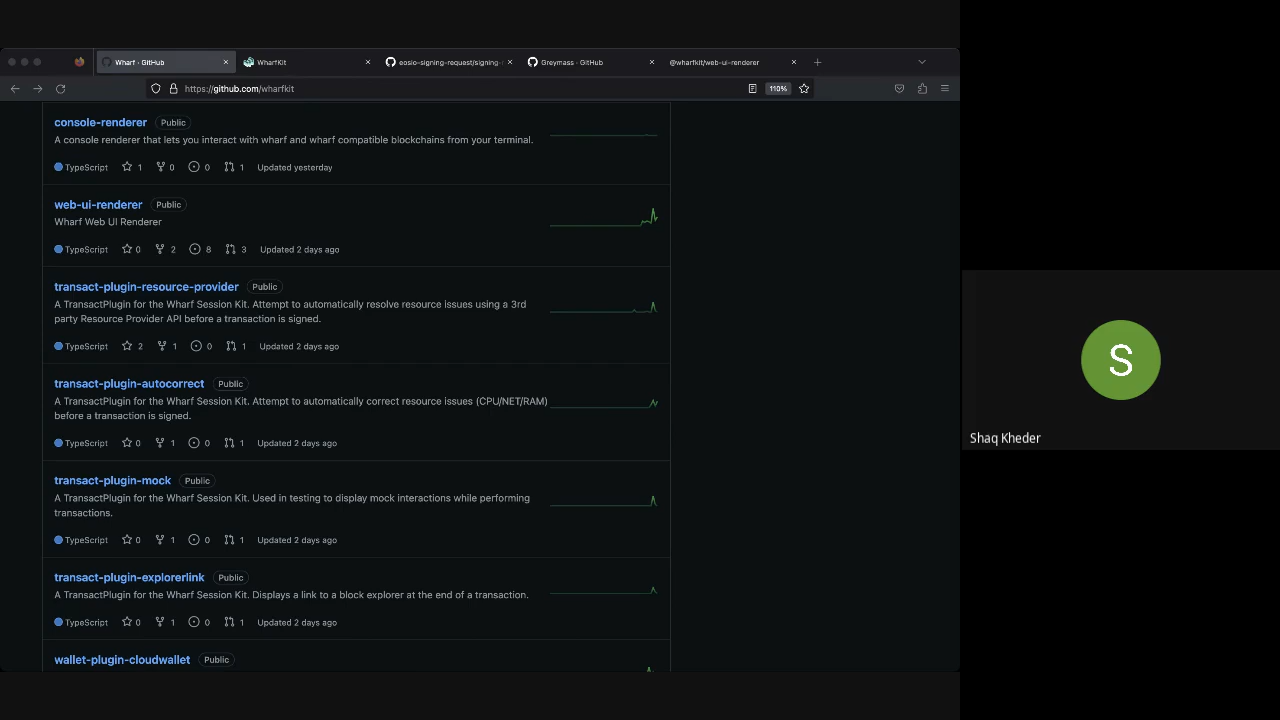 Wharf · GitHub
WharfKit
eosio-signing-request/signing-r
Greymass · GitHub
@wharfkit/web-ui-renderer
https://github.com/wharfkit
110%
console-renderer Public
A console renderer that lets you interact with wharf and wharf compatible blockchains from your terminal.
TypeScript 1 0 0 1 Updated yesterday
web-ui-renderer Public
Wharf Web UI Renderer
TypeScript 0 2 8 3 Updated 2 days ago
transact-plugin-resource-provider Public
A TransactPlugin for the Wharf Session Kit. Attempt to automatically resolve resource issues using a 3rd
party Resource Provider API before a transaction is signed.
TypeScript 2 1 0 1 Updated 2 days ago
transact-plugin-autocorrect Public
A TransactPlugin for the Wharf Session Kit. Attempt to automatically correct resource issues (CPU/NET/RAM)
before a transaction is signed.
TypeScript 0 1 0 1 Updated 2 days ago
transact-plugin-mock Public
A TransactPlugin for the Wharf Session Kit. Used in testing to display mock interactions while performing
transactions.
TypeScript 0 1 0 1 Updated 2 days ago
transact-plugin-explorerlink Public
A TransactPlugin for the Wharf Session Kit. Displays a link to a block explorer at the end of a transaction.
TypeScript 0 1 0 1 Updated 2 days ago
wallet-plugin-cloudwallet Public
S
Shaq Kheder